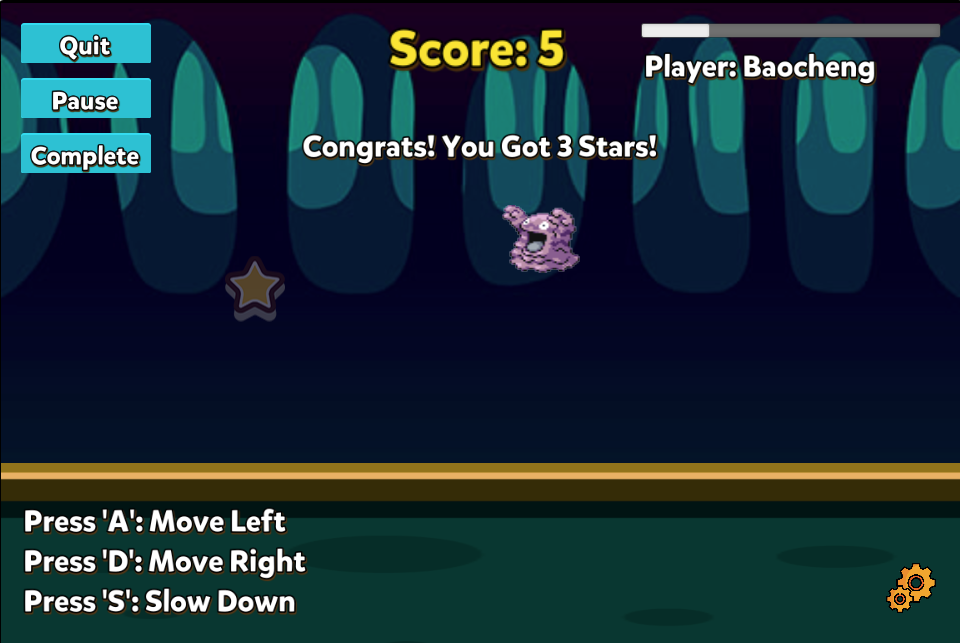 Quit
Pause
Complete
Score: 5
Player: Baocheng
Congrats! You Got 3 Stars!
Press 'A': Move Left
Press 'D': Move Right
Press 'S': Slow Down